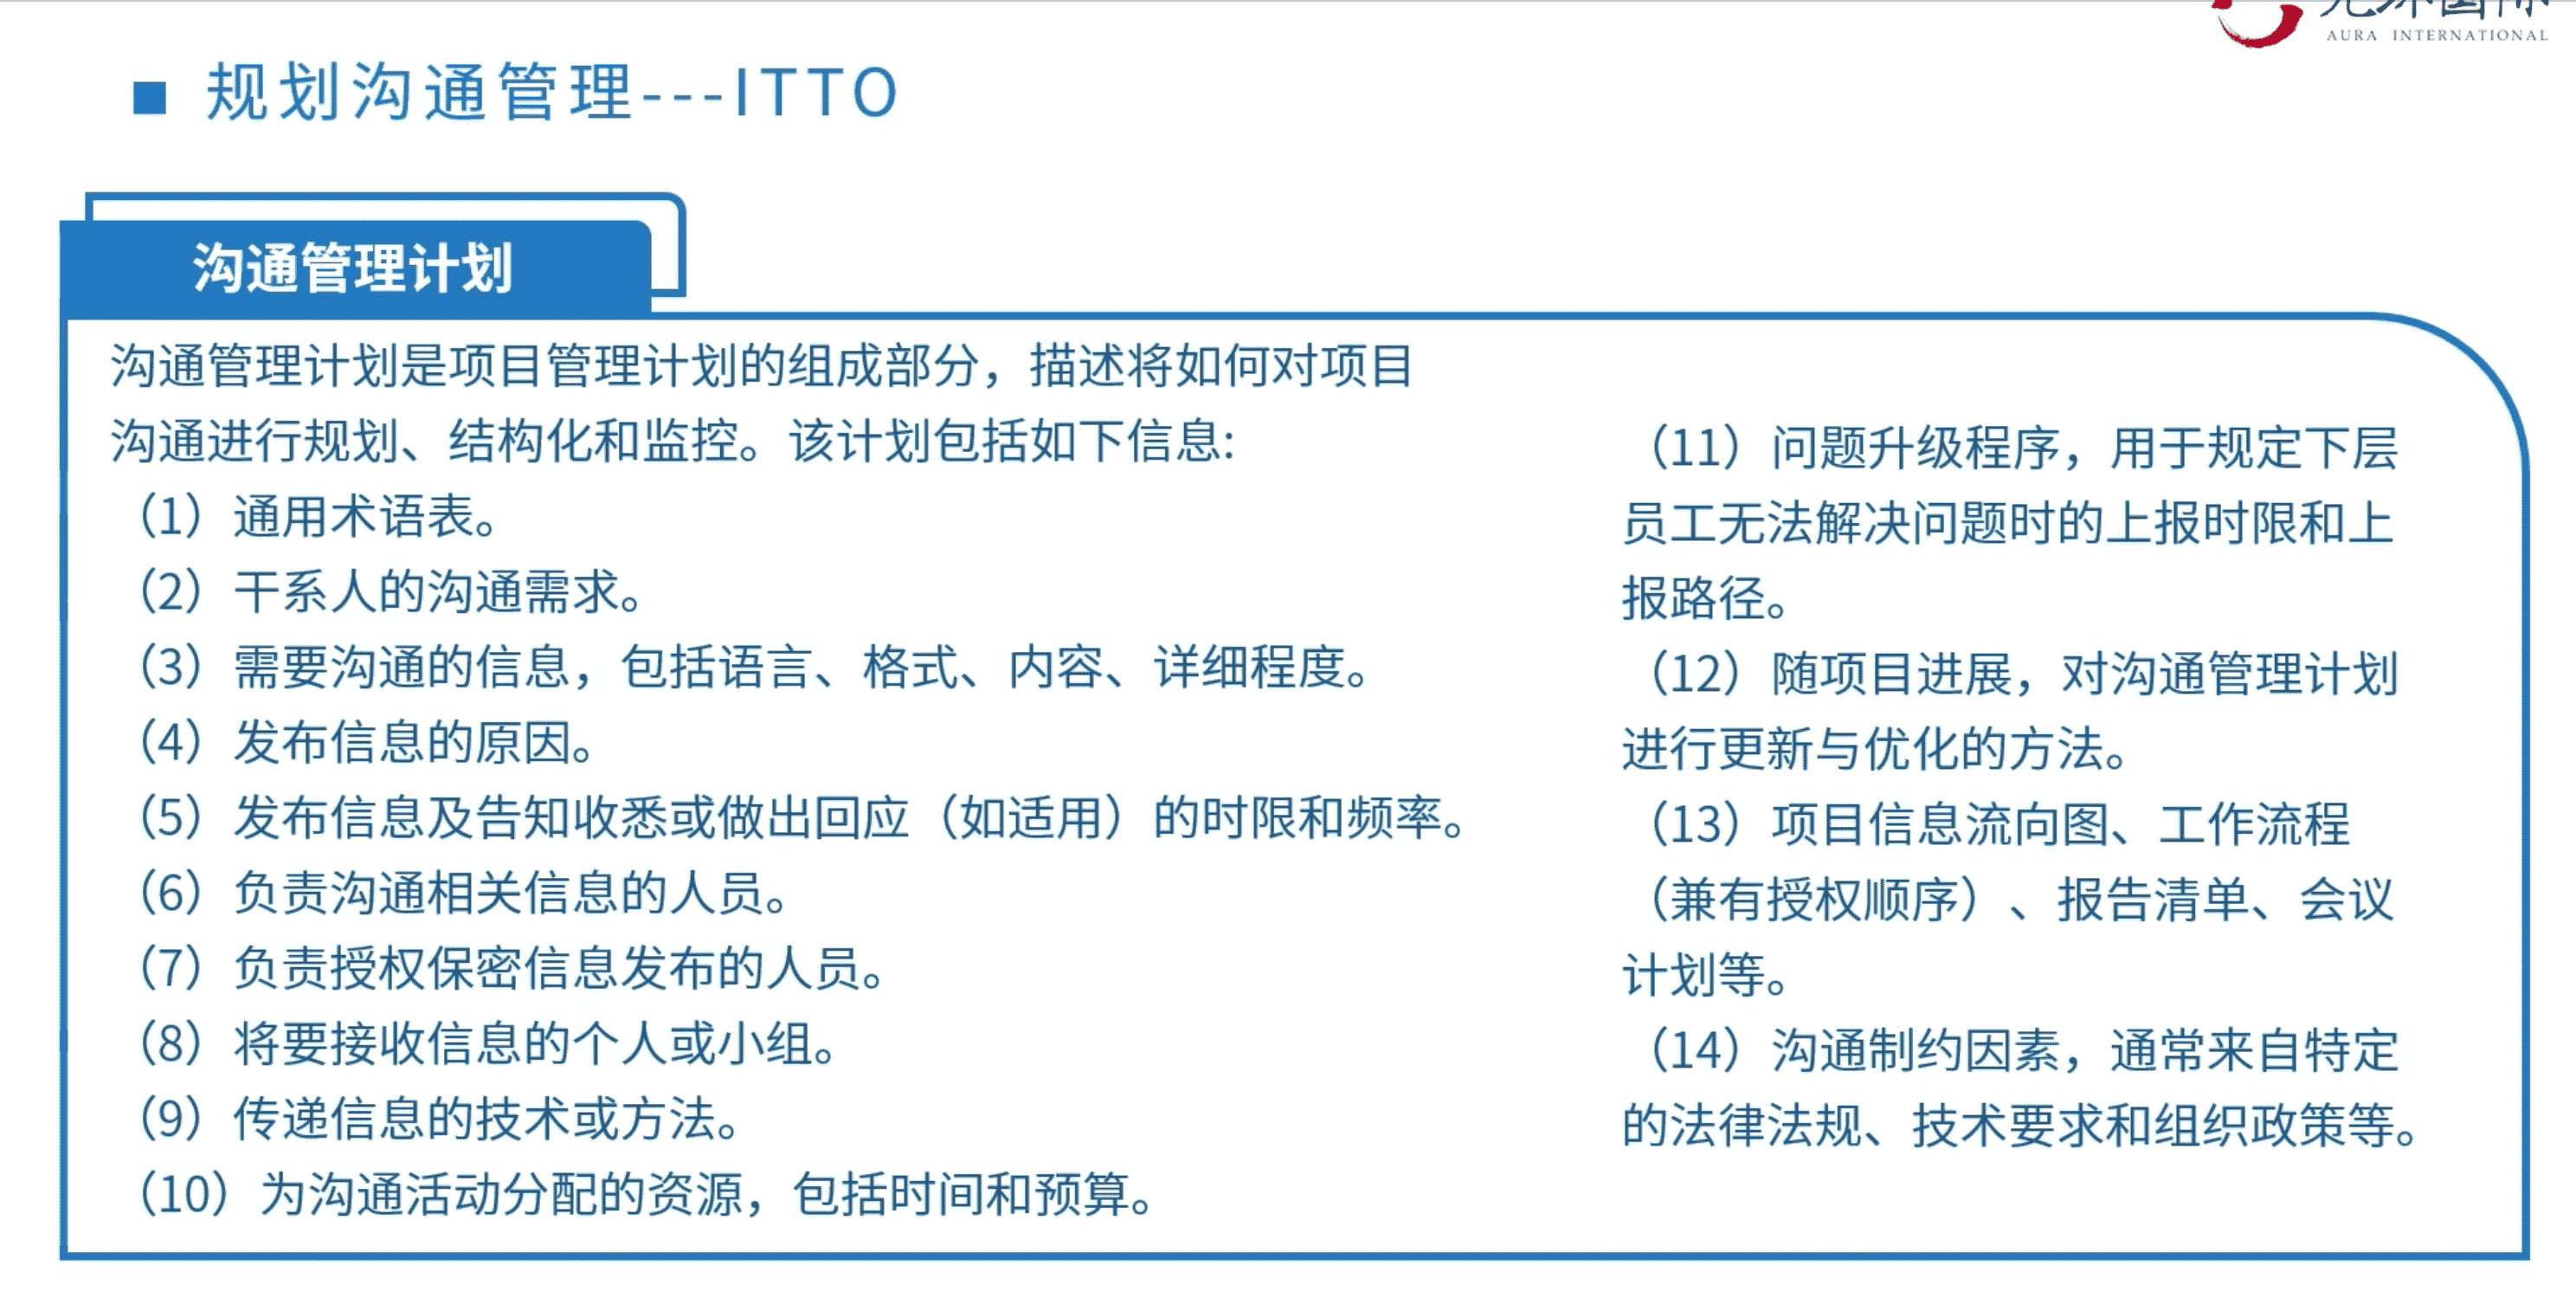 AURA INTERNATIONAL
规划沟通管理---ITTO
沟通管理计划
沟通管理计划是项目管理计划的组成部分，描述将如何对项目
沟通进行规划、结构化和监控。该计划包括如下信息:
（1）通用术语表。
（2）干系人的沟通需求。
（3）需要沟通的信息，包括语言、格式、内容、详细程度。
（4）发布信息的原因。
（5）发布信息及告知收悉或做出回应（如适用）的时限和频率。
（6）负责沟通相关信息的人员。
（7）负责授权保密信息发布的人员。
（8）将要接收信息的个人或小组。
（9）传递信息的技术或方法。
（10）为沟通活动分配的资源，包括时间和预算。
（11）问题升级程序，用于规定下层
员工无法解决问题时的上报时限和上
报路径。
（12）随项目进展，对沟通管理计划
进行更新与优化的方法。
（13）项目信息流向图、工作流程
（兼有授权顺序）、报告清单、会议
计划等。
（14）沟通制约因素，通常来自特定
的法律法规、技术要求和组织政策等。